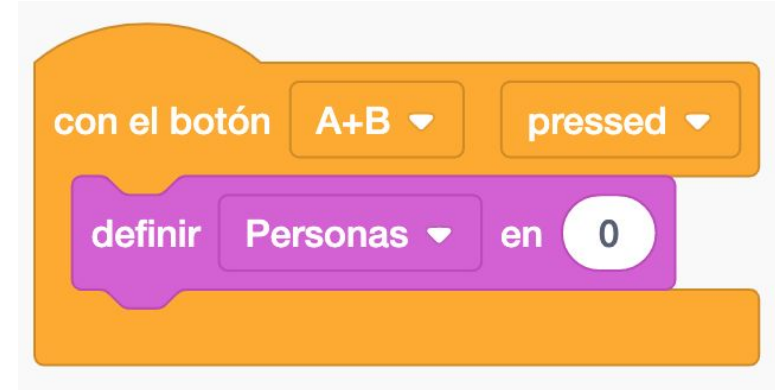 con el botón A+B pressed
definir Personas en 0